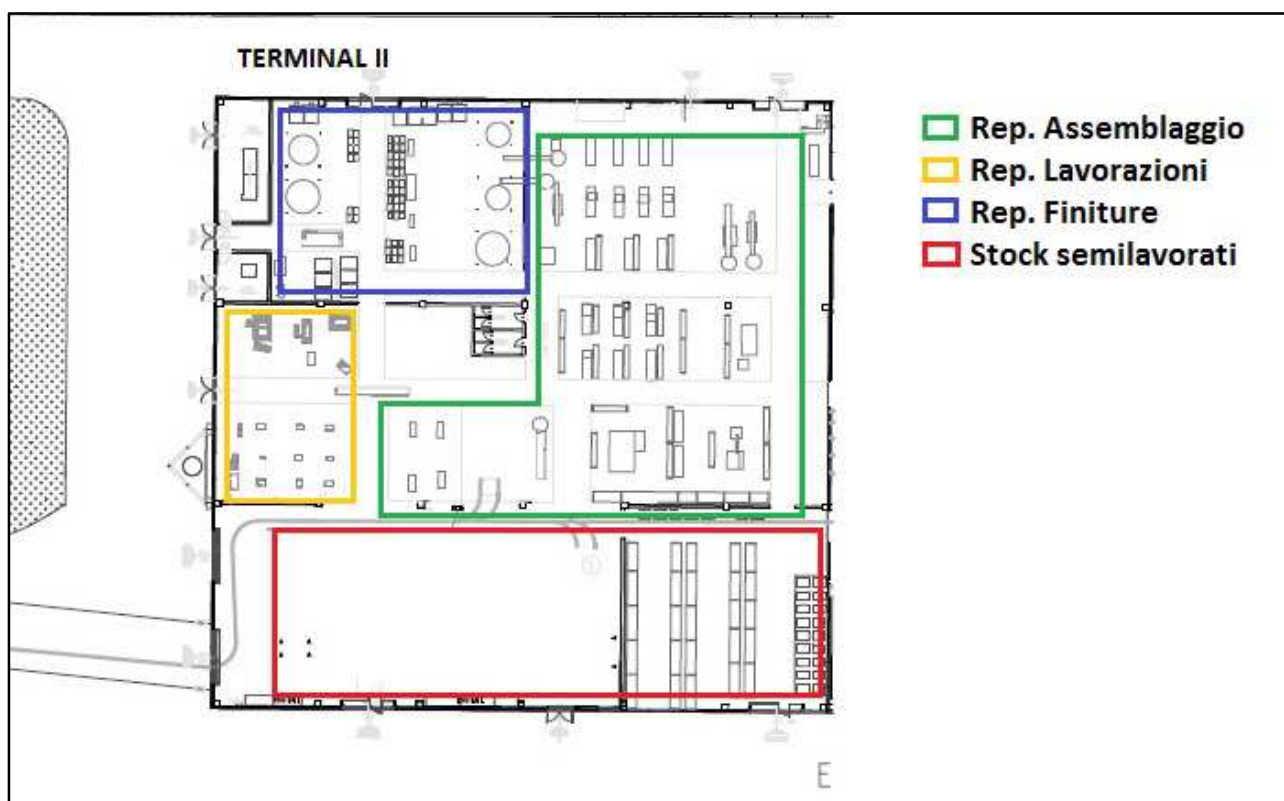 TERMINAL II
Rep. Assemblaggio
Rep. Lavorazioni
Rep. Finiture
Stock semilavorati
E